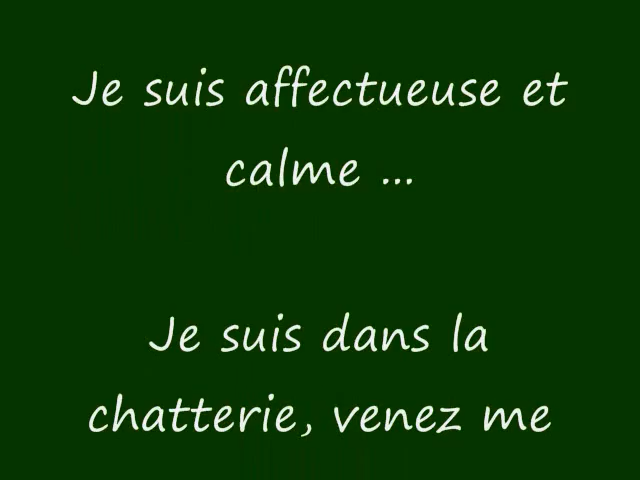 Je suis affectueuse et
calme ...
Je suis dans la
chatterie, venez me